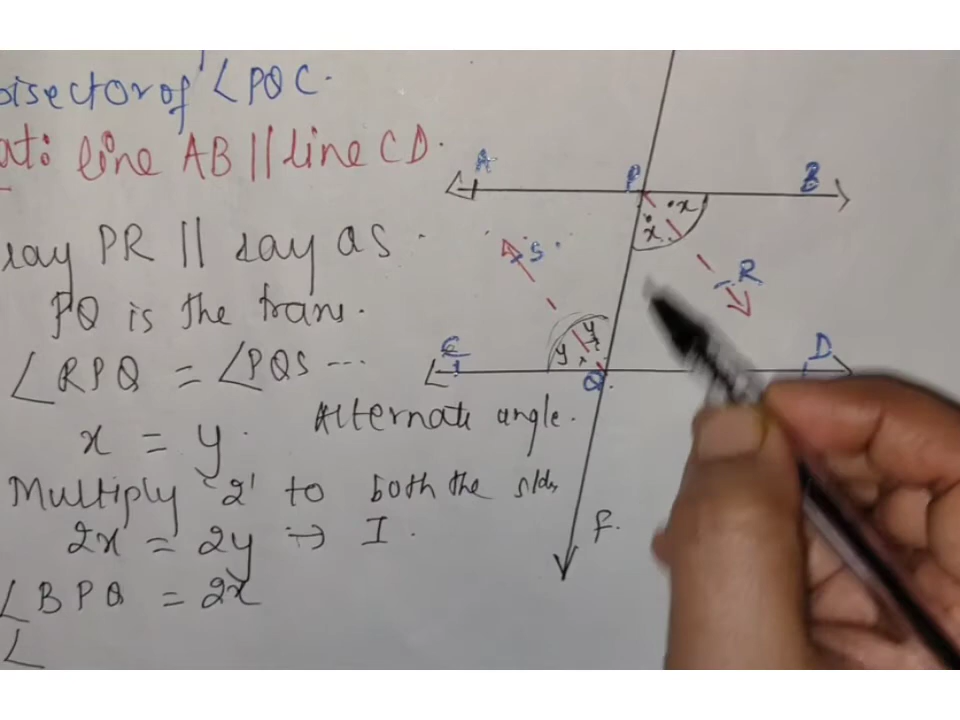 bisector of ∠PQC.
at: line AB || line CD.
ray PR || ray QS.
PQ is the trans.
∠RPQ = ∠PQS ---
x = y. Alternate angle.
Multiply '2' to both the sides
2x = 2y → I.
∠BPQ = 2x
∠
A P B
x x
S R
y y
C Q D
F.